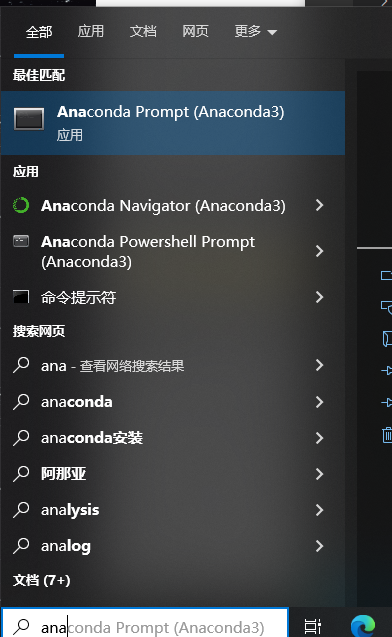 全部 应用 文档 网页 更多
最佳匹配
Anaconda Prompt (Anaconda3)
应用
应用
Anaconda Navigator (Anaconda3)
Anaconda Powershell Prompt
(Anaconda3)
命令提示符
搜索网页
ana - 查看网络搜索结果
anaconda
anaconda安装
阿那亚
analysis
analog
文档 (7+)
anaconda Prompt (Anaconda3)